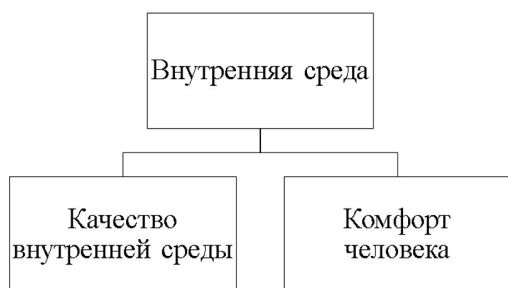 Внутренняя среда
Качество
внутренней среды
Комфорт
человека